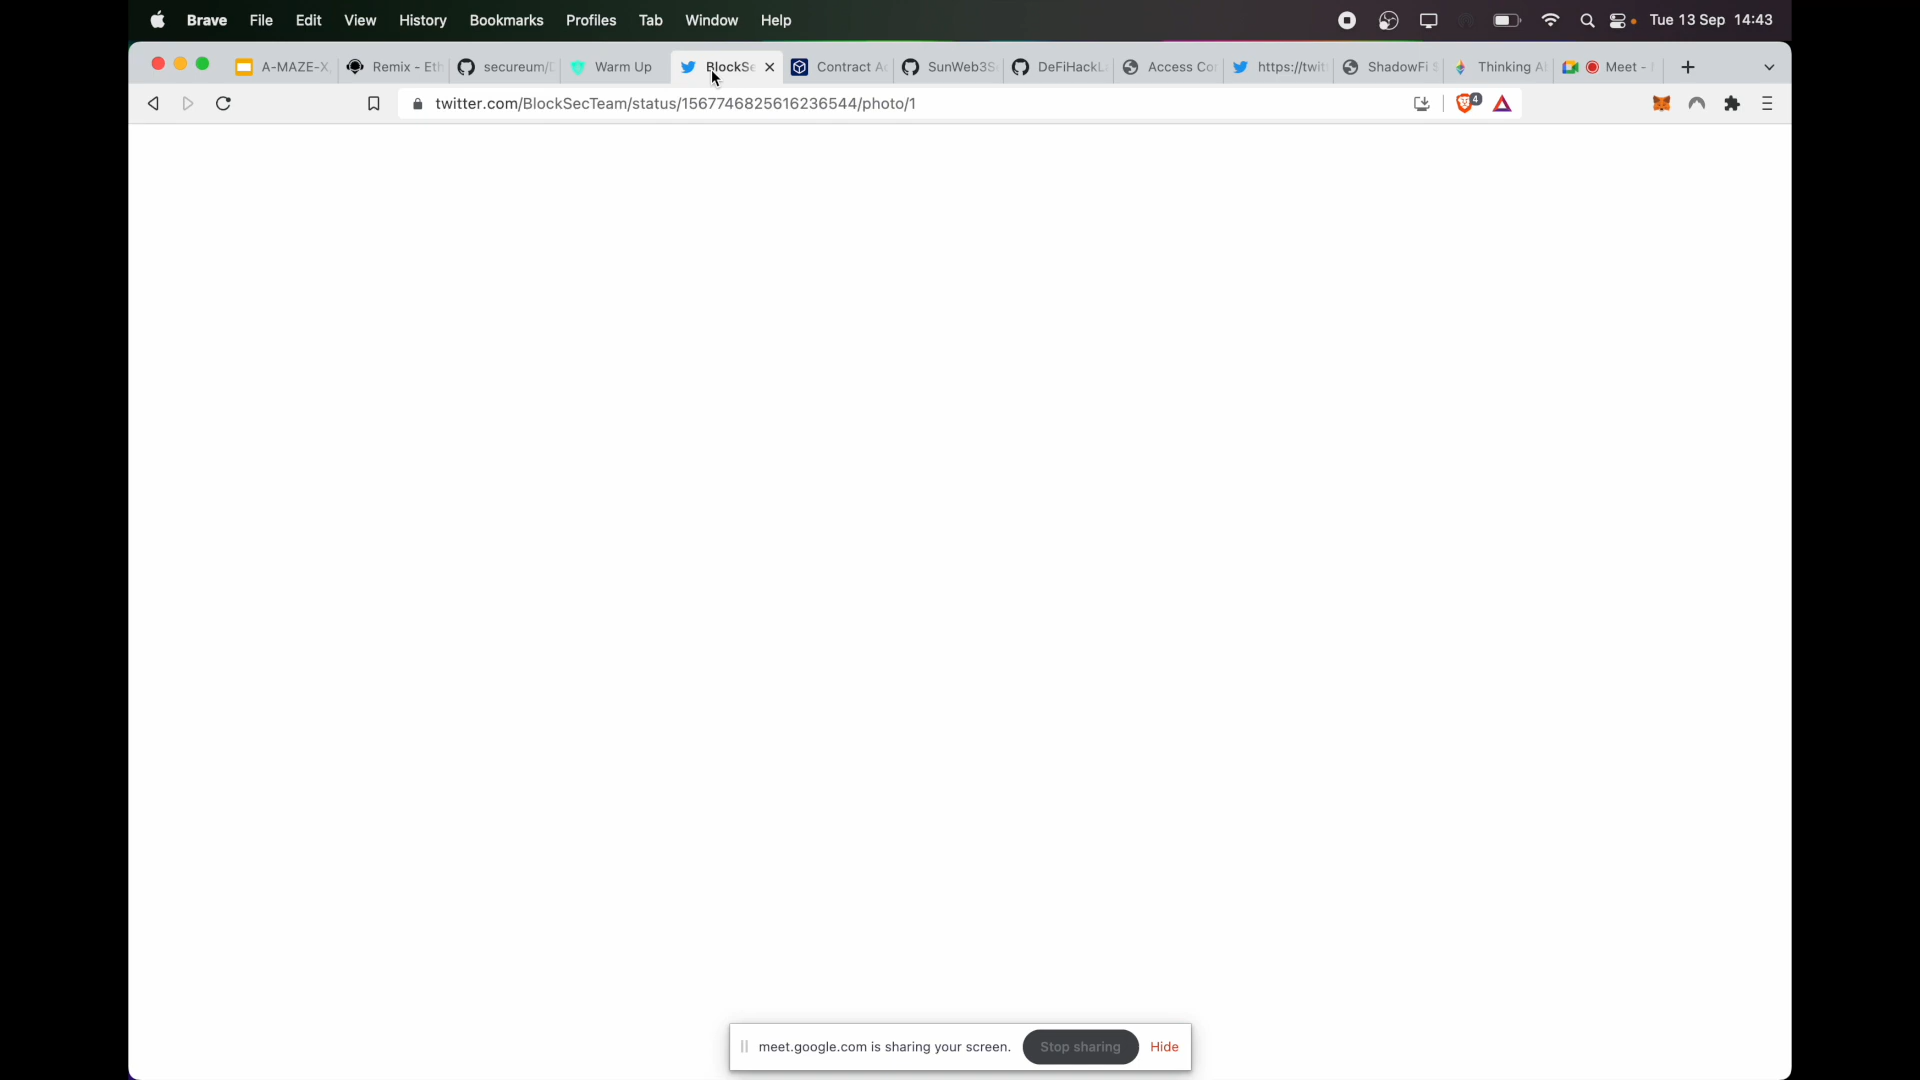 Brave File Edit View History Bookmarks Profiles Tab Window Help Tue 13 Sep 14:43
A-MAZE-X Remix - Eth secureum/ Warm Up BlockSe Contract A SunWeb3S DeFiHackL Access Co https://twit ShadowFi S Thinking A Meet -
twitter.com/BlockSecTeam/status/1567746825616236544/photo/1 4
meet.google.com is sharing your screen. Stop sharing Hide